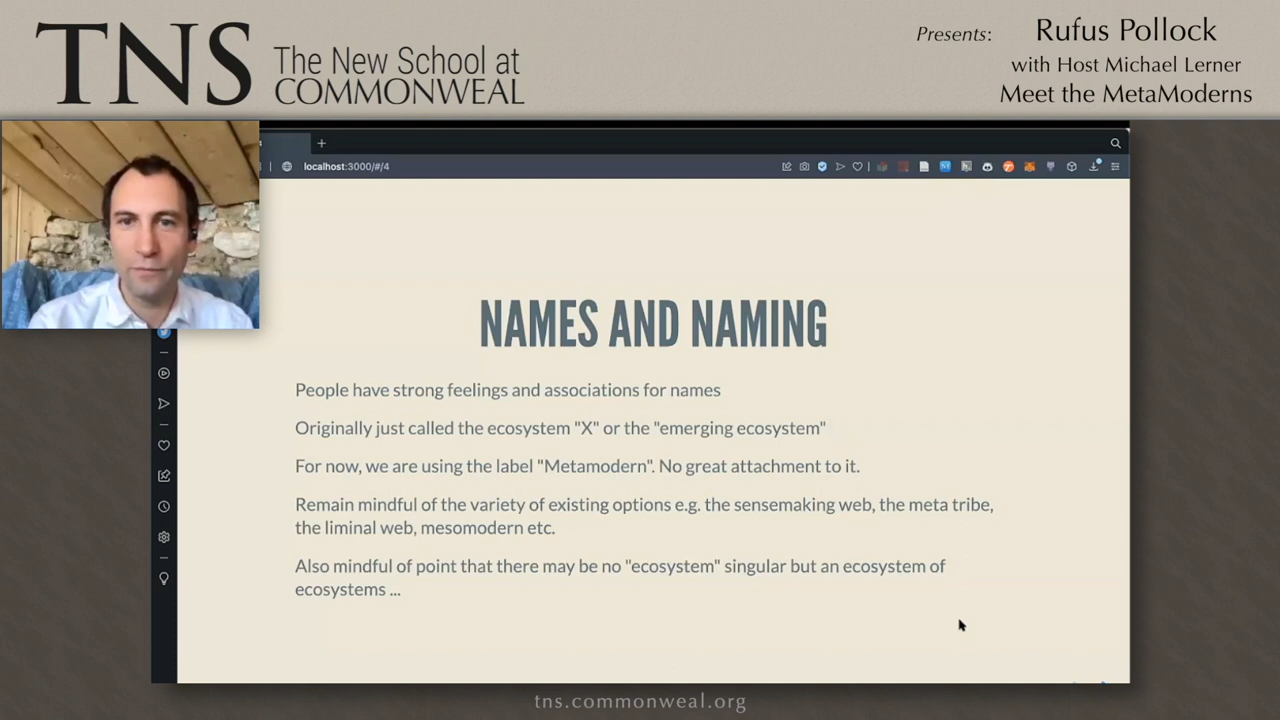 TNS
The New School at
COMMONWEAL
Presents: Rufus Pollock
with Host Michael Lerner
Meet the MetaModerns
localhost:3000/#/4
NAMES AND NAMING
People have strong feelings and associations for names
Originally just called the ecosystem "X" or the "emerging ecosystem"
For now, we are using the label "Metamodern". No great attachment to it.
Remain mindful of the variety of existing options e.g. the sensemaking web, the meta tribe,
the liminal web, mesomodern etc.
Also mindful of point that there may be no "ecosystem" singular but an ecosystem of
ecosystems ...
tns.commonweal.org